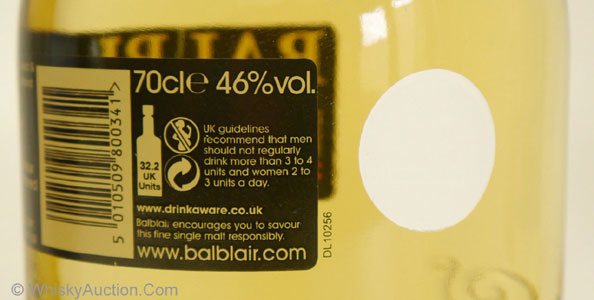 70cl℮ 46%vol.
UK guidelines
recommend that men
should not regularly
drink more than 3 to 4
units and women 2 to
3 units a day.
32.2
UK
Units
www.drinkaware.co.uk
Balblair encourages you to savour
this fine single malt responsibly.
www.balblair.com
5 010509 800341
DL10256
© WhiskyAuction.Com